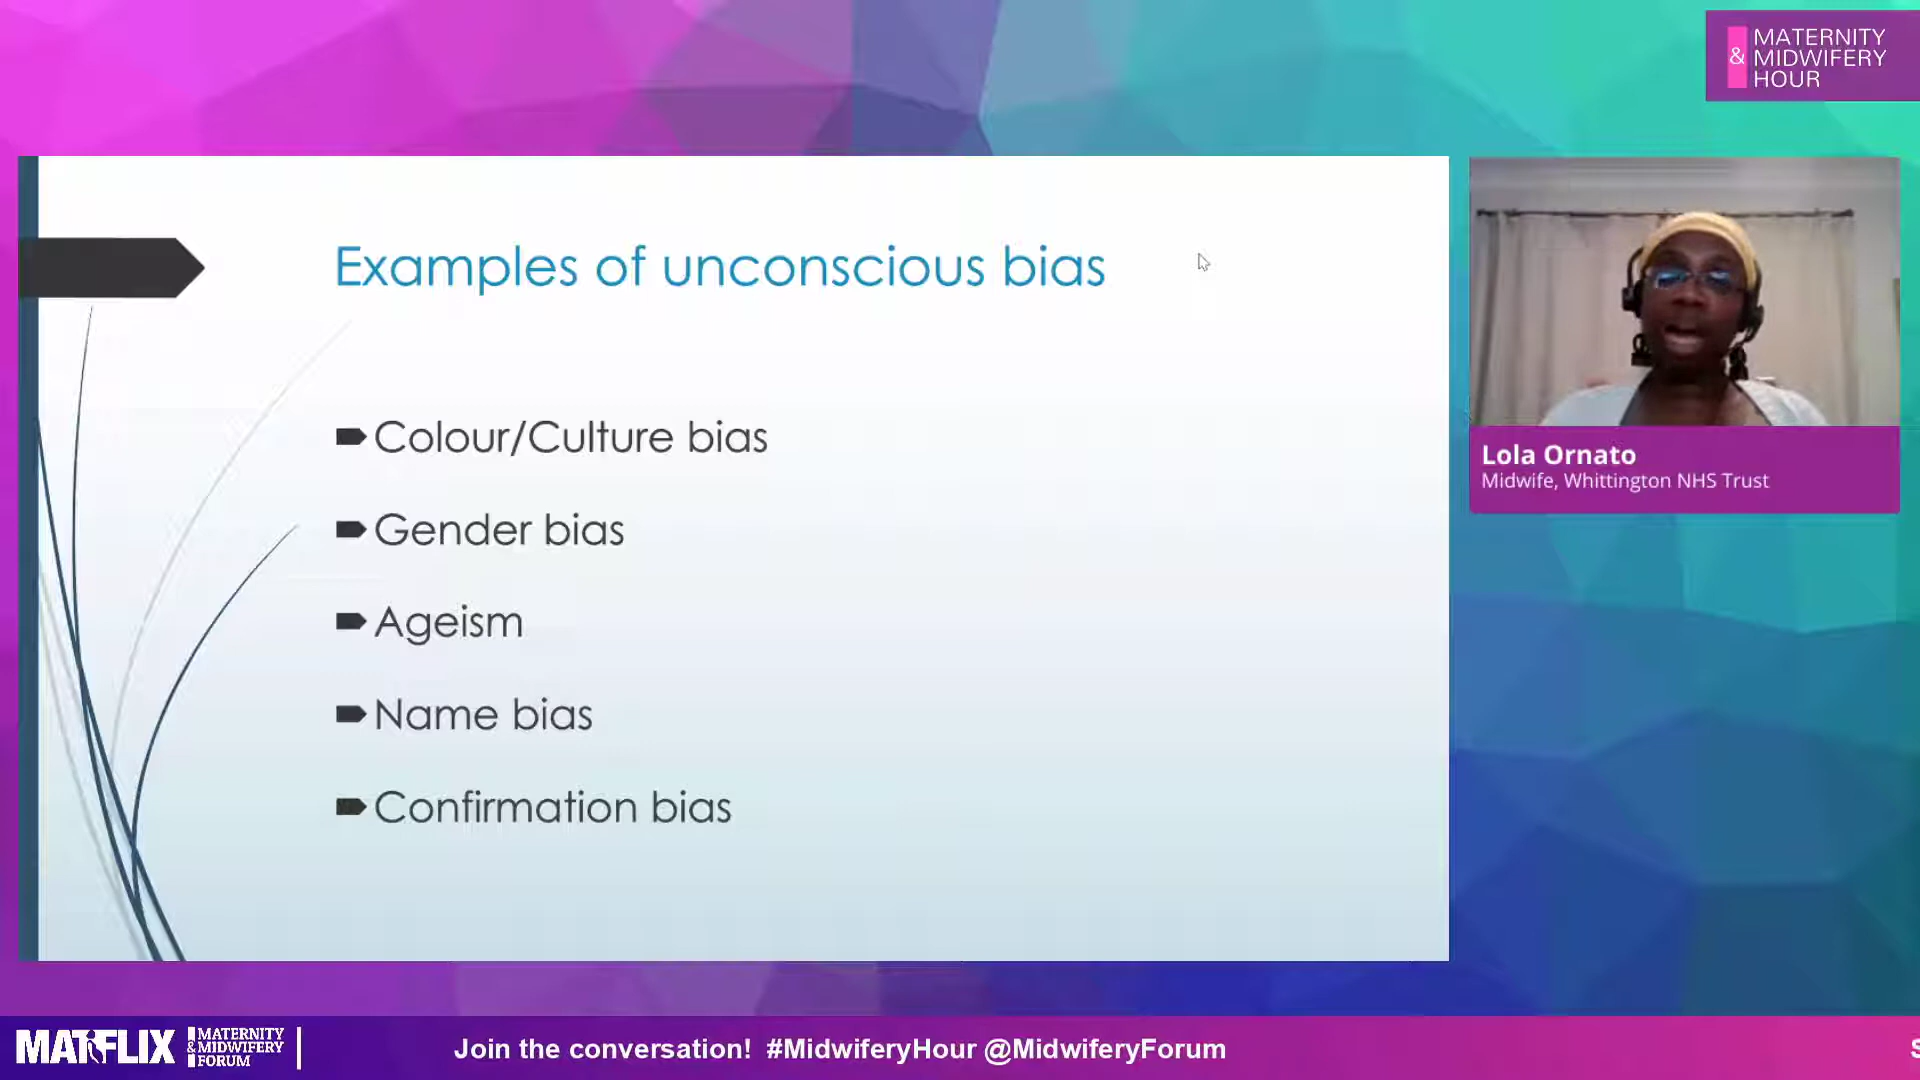 & MATERNITY
MIDWIFERY
HOUR
Examples of unconscious bias
Colour/Culture bias
Gender bias
Ageism
Name bias
Confirmation bias
Lola Ornato
Midwife, Whittington NHS Trust
MATFLIX
MATERNITY
& MIDWIFERY
FORUM
Join the conversation! #MidwiferyHour @MidwiferyForum